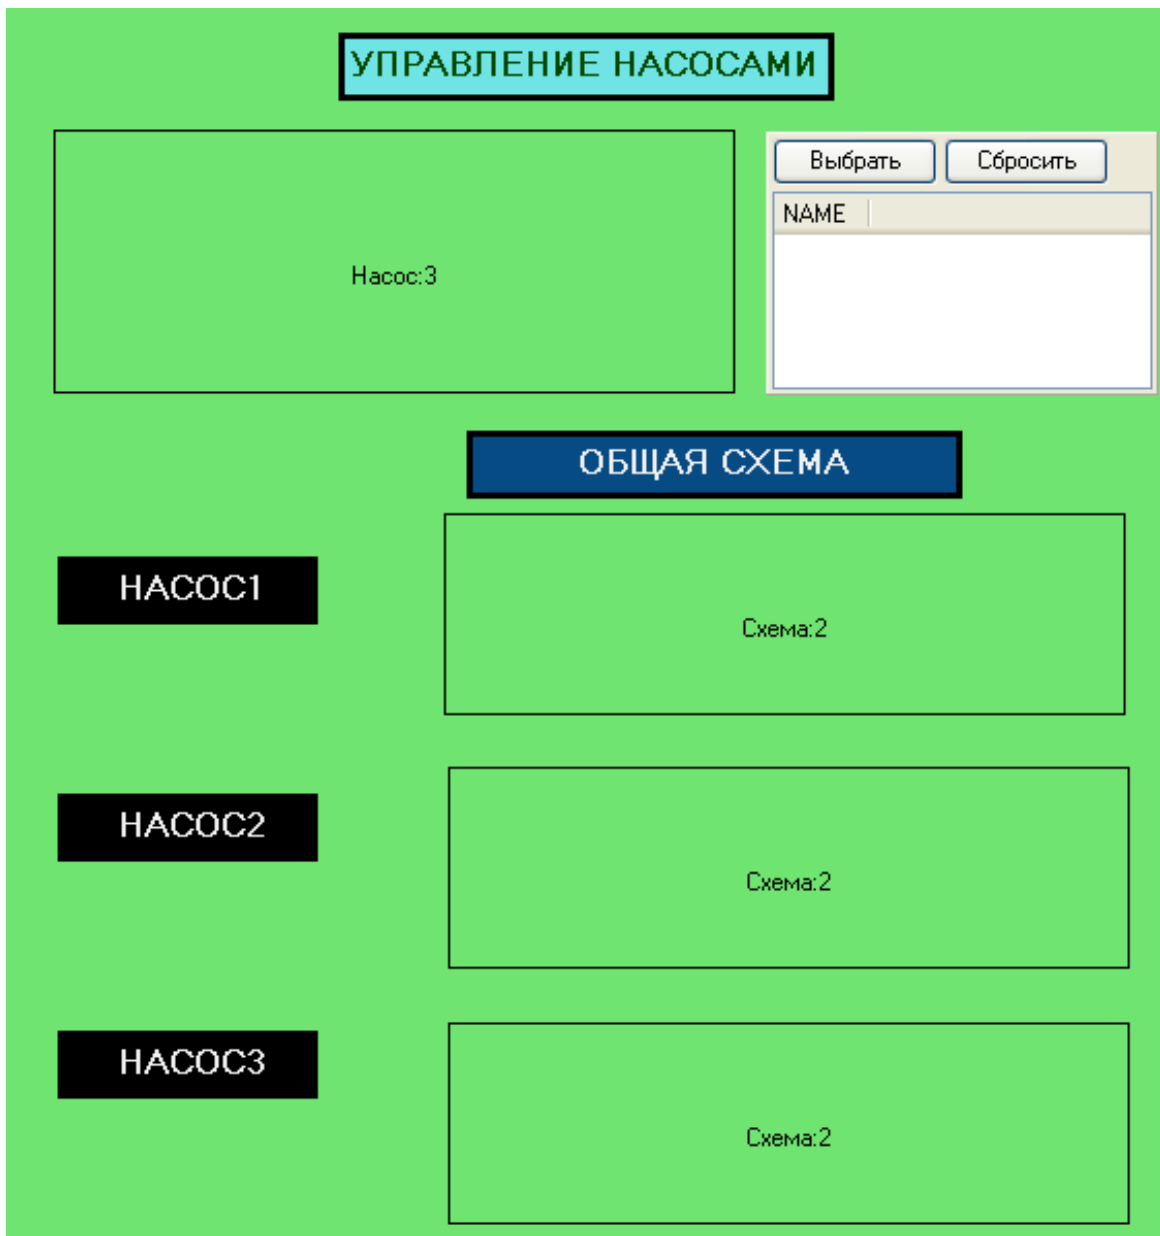 УПРАВЛЕНИЕ НАСОСАМИ
Выбрать Сбросить
NAME
Насос:3
ОБЩАЯ СХЕМА
НАСОС1
Схема:2
НАСОС2
Схема:2
НАСОС3
Схема:2